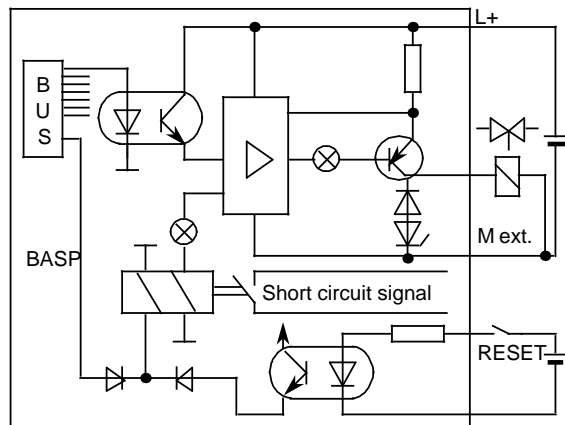 L+
B
U
S
M ext.
BASP
Short circuit signal
RESET